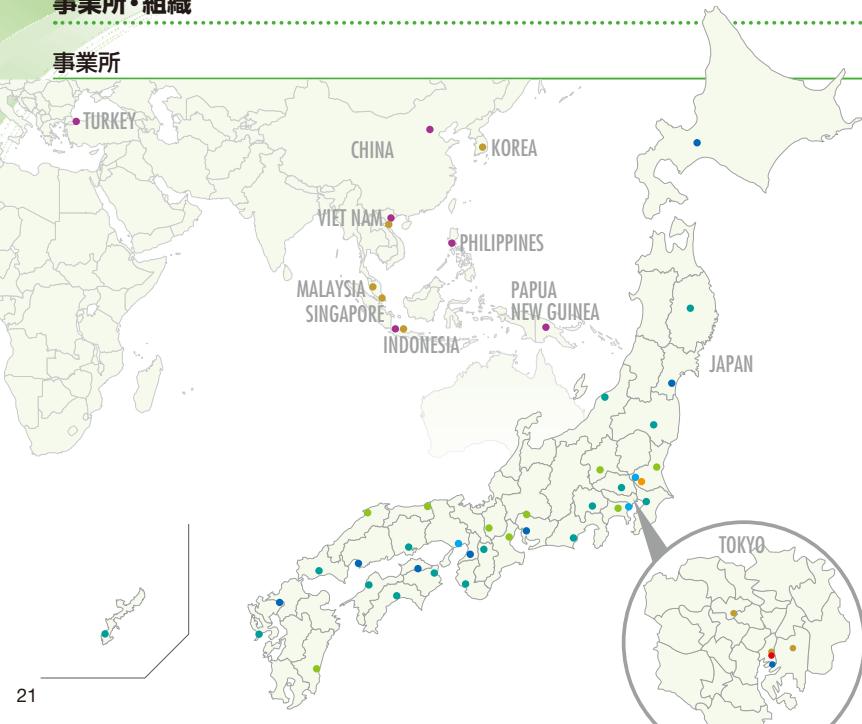 事業所・組織
事業所
TURKEY
CHINA
KOREA
VIET NAM
PHILIPPINES
MALAYSIA
SINGAPORE
PAPUA
NEW GUINEA
INDONESIA
JAPAN
TOKYO
21